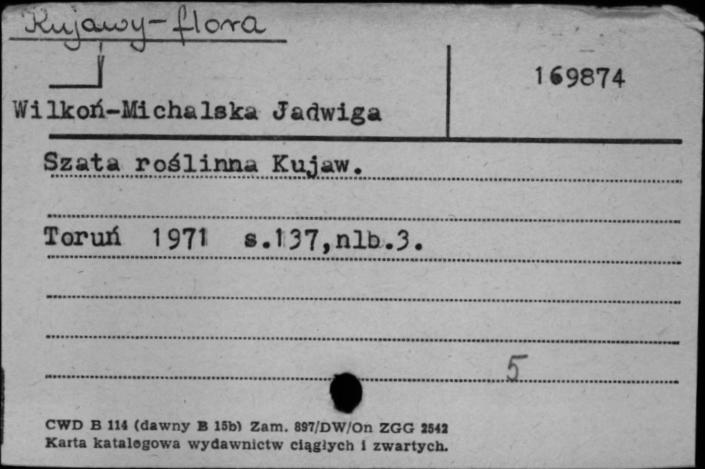 Kujawy-flora
169874
Wilkoń-Michalska Jadwiga
Szata roślinna Kujaw.
Toruń 1971 s.137,nlb.3.
5
CWD B 114 (dawny B 15b) Zam. 897/DW/On ZGG 2542
Karta katalogowa wydawnictw ciągłych i zwartych.